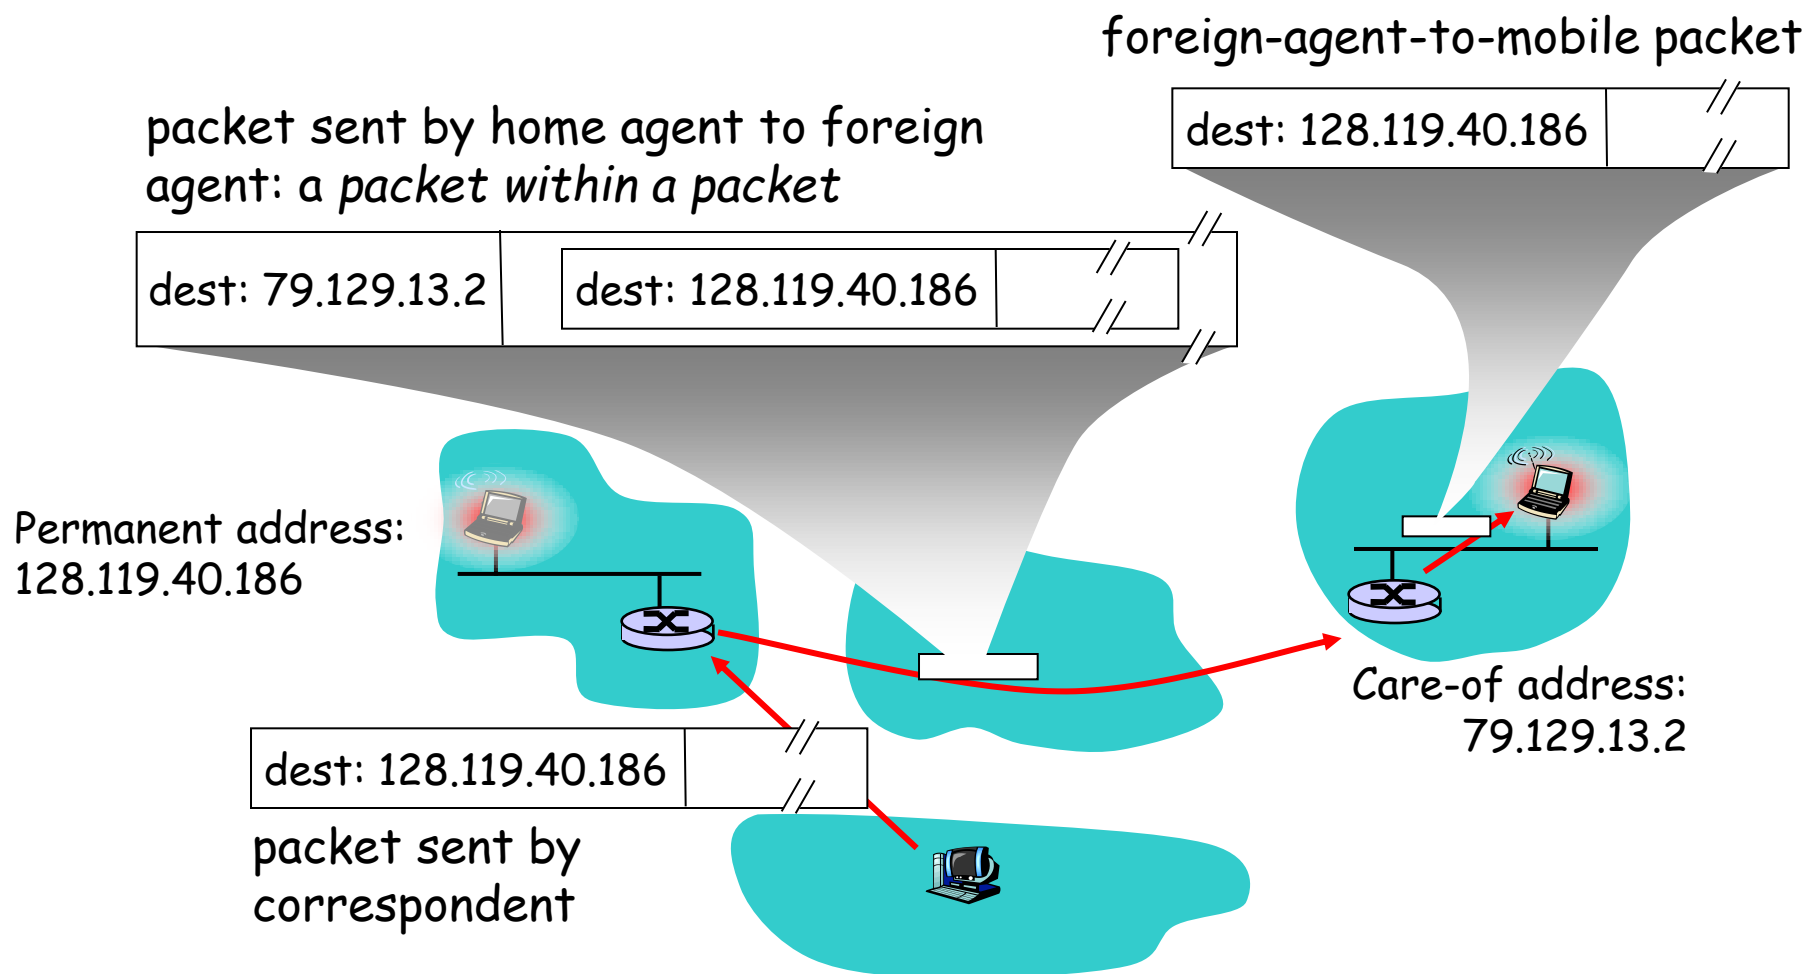 foreign-agent-to-mobile packet
dest: 128.119.40.186
packet sent by home agent to foreign
agent: a packet within a packet
dest: 79.129.13.2
dest: 128.119.40.186
Permanent address:
128.119.40.186
Care-of address:
79.129.13.2
dest: 128.119.40.186
packet sent by
correspondent